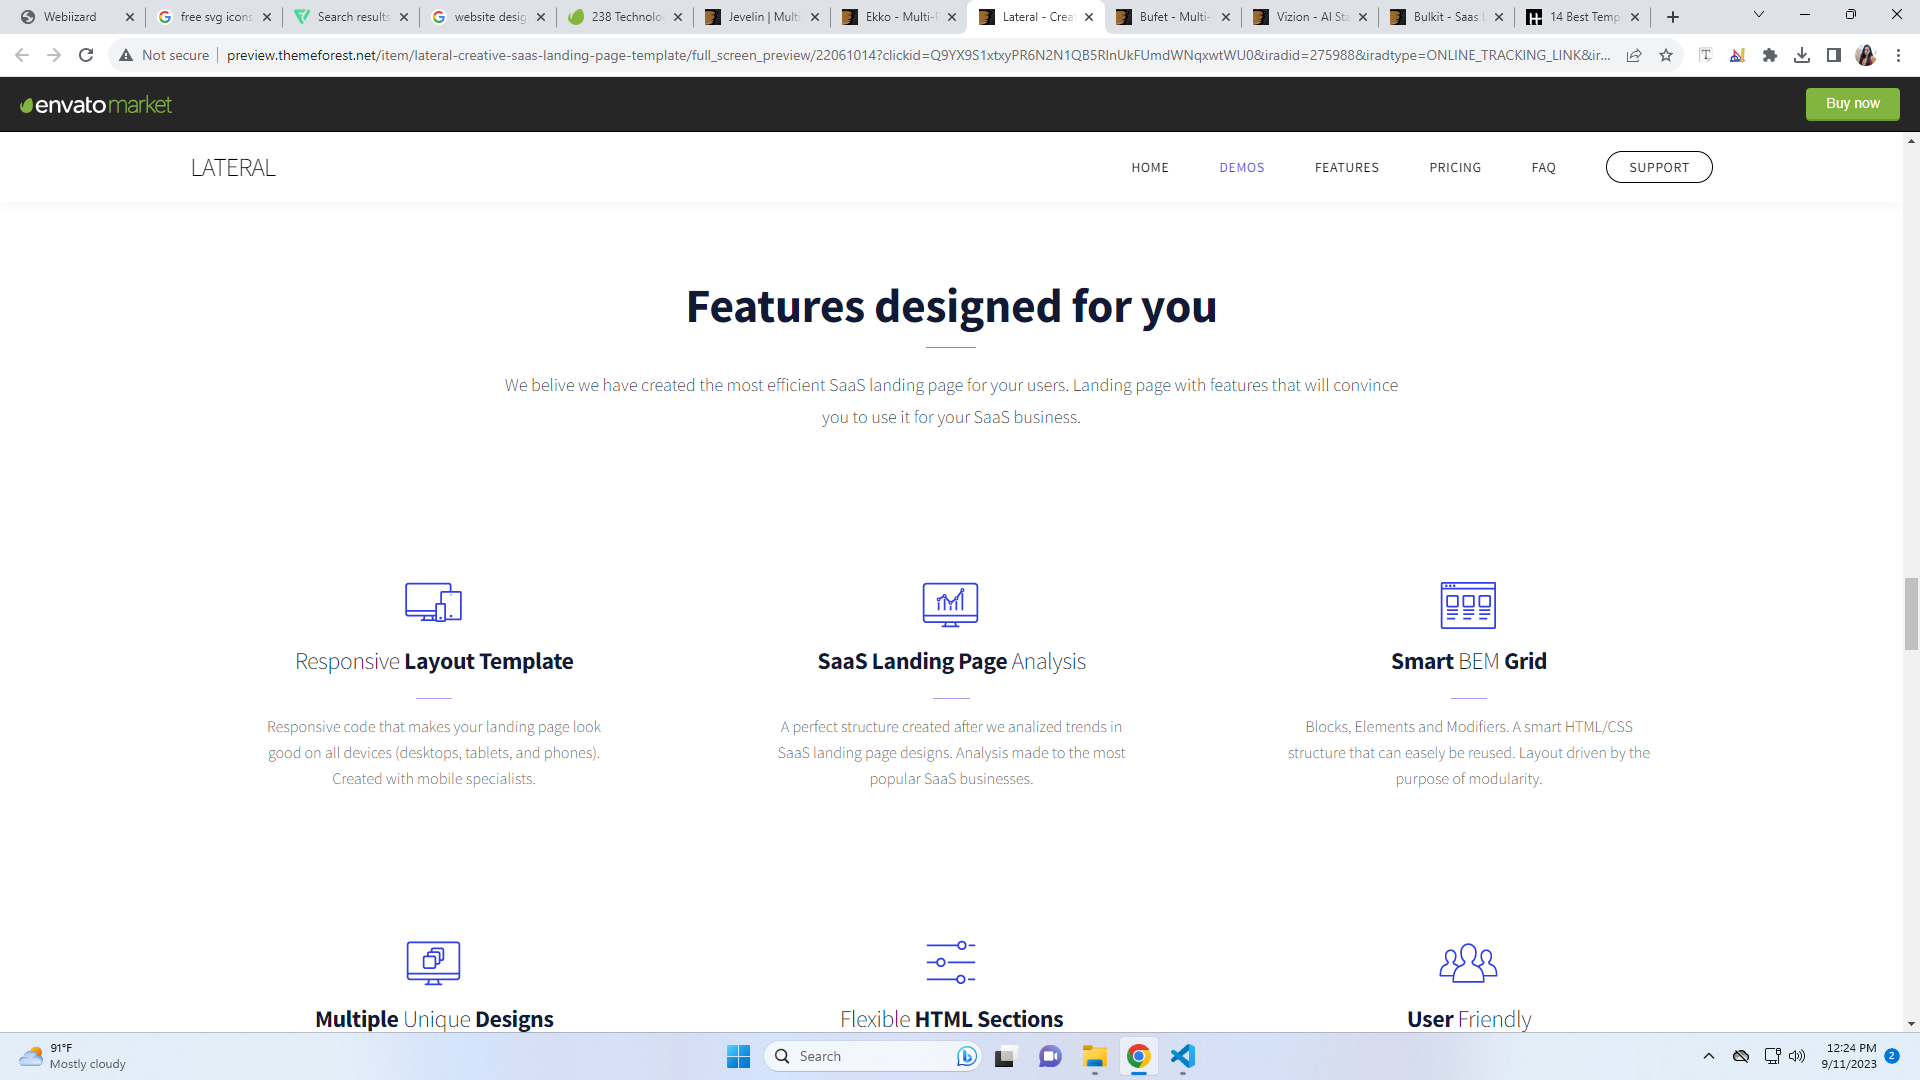 Webiizard
free svg icons
Search results
website desig
238 Technolo
Jevelin | Multi
Ekko - Multi-P
Lateral - Creat
Bufet - Multi-
Vizion - AI Sta
Bulkit - Saas L
14 Best Temp
Not secure
preview.themeforest.net/item/lateral-creative-saas-landing-page-template/full_screen_preview/22061014?clickid=Q9YX9S1xtxyPR6N2N1QB5RInUkFUmdWNqxwtWU0&iradid=275988&iradtype=ONLINE_TRACKING_LINK&ir...
envato market
Buy now
LATERAL
HOME
DEMOS
FEATURES
PRICING
FAQ
SUPPORT
Features designed for you
We belive we have created the most efficient SaaS landing page for your users. Landing page with features that will convince
you to use it for your SaaS business.
Responsive Layout Template
Responsive code that makes your landing page look
good on all devices (desktops, tablets, and phones).
Created with mobile specialists.
SaaS Landing Page Analysis
A perfect structure created after we analized trends in
SaaS landing page designs. Analysis made to the most
popular SaaS businesses.
Smart BEM Grid
Blocks, Elements and Modifiers. A smart HTML/CSS
structure that can easely be reused. Layout driven by the
purpose of modularity.
Multiple Unique Designs
Flexible HTML Sections
User Friendly
91°F
Mostly cloudy
Search
12:24 PM
9/11/2023
2